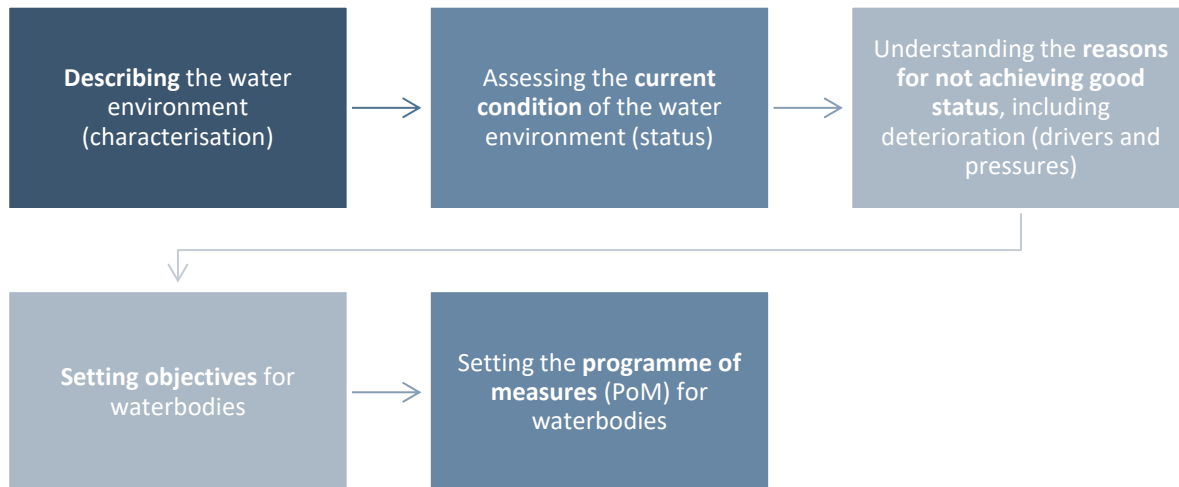 Describing the water
environment
(characterisation)
Assessing the current
condition of the water
environment (status)
Understanding the reasons
for not achieving good
status, including
deterioration (drivers and
pressures)
Setting objectives for
waterbodies
Setting the programme of
measures (PoM) for
waterbodies